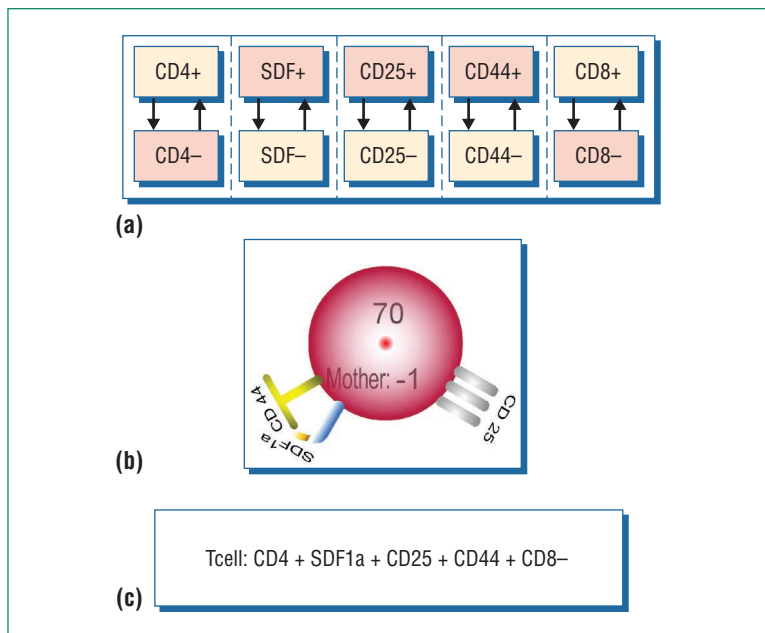 CD4+ SDF+ CD25+ CD44+ CD8+
CD4– SDF– CD25– CD44– CD8–
(a)
70
Mother: -1
CD 44
SDF1a
CD 25
(b)
Tcell: CD4 + SDF1a + CD25 + CD44 + CD8–
(c)